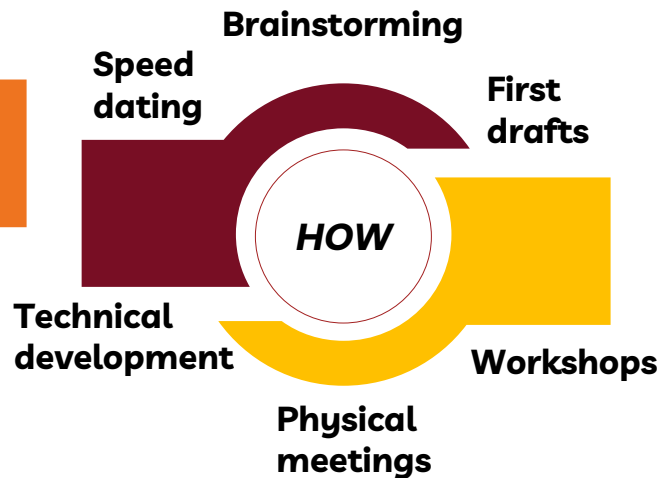 Brainstorming
Speed
dating
First
drafts
HOW
Technical
development
Workshops
Physical
meetings